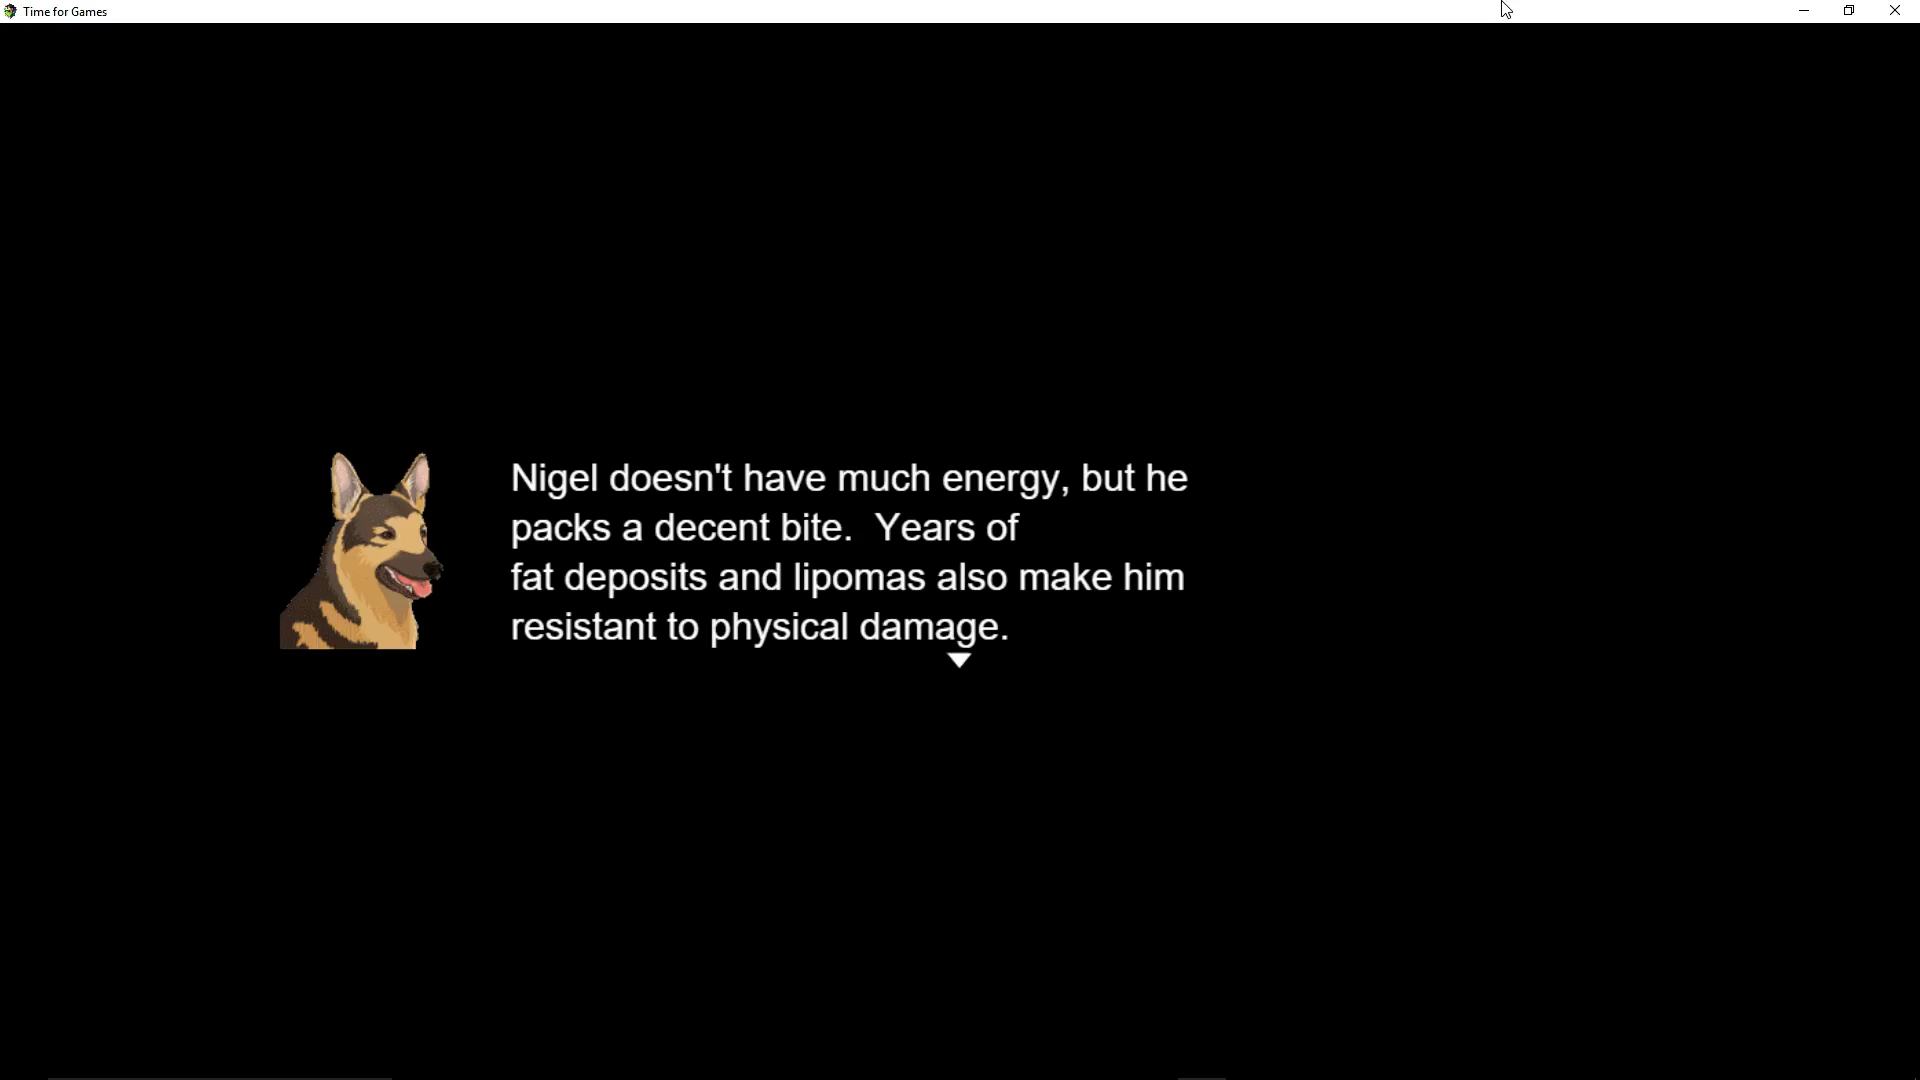 Time for Games
Nigel doesn't have much energy, but he
packs a decent bite.  Years of
fat deposits and lipomas also make him
resistant to physical damage.